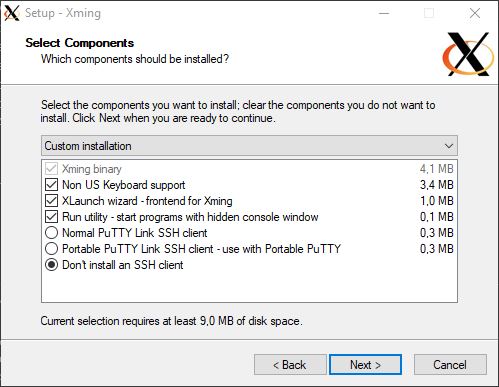 Setup - Xming
Select Components
Which components should be installed?
Select the components you want to install; clear the components you do not want to
install. Click Next when you are ready to continue.
Custom installation
Xming binary 4,1 MB
Non US Keyboard support 3,4 MB
XLaunch wizard - frontend for Xming 1,0 MB
Run utility - start programs with hidden console window 0,1 MB
Normal PuTTY Link SSH client 0,3 MB
Portable PuTTY Link SSH client - use with Portable PuTTY 0,3 MB
Don't install an SSH client
Current selection requires at least 9,0 MB of disk space.
< Back Next > Cancel